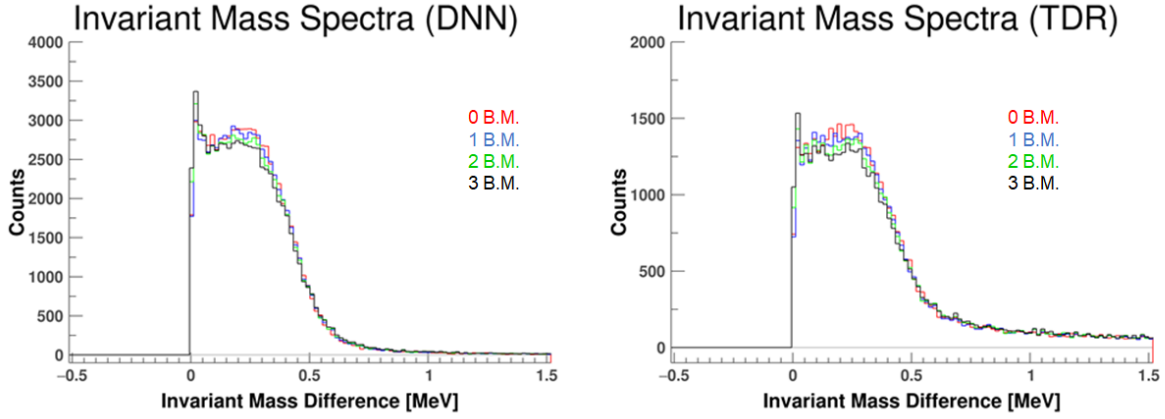 Invariant Mass Spectra (DNN)
4000
3500
3000
2500
2000
1500
1000
500
0
Counts
0 B.M.
1 B.M.
2 B.M.
3 B.M.
−0.5
0
0.5
1
1.5
Invariant Mass Difference [MeV]
Invariant Mass Spectra (TDR)
2000
1500
1000
500
0
Counts
0 B.M.
1 B.M.
2 B.M.
3 B.M.
−0.5
0
0.5
1
1.5
Invariant Mass Difference [MeV]